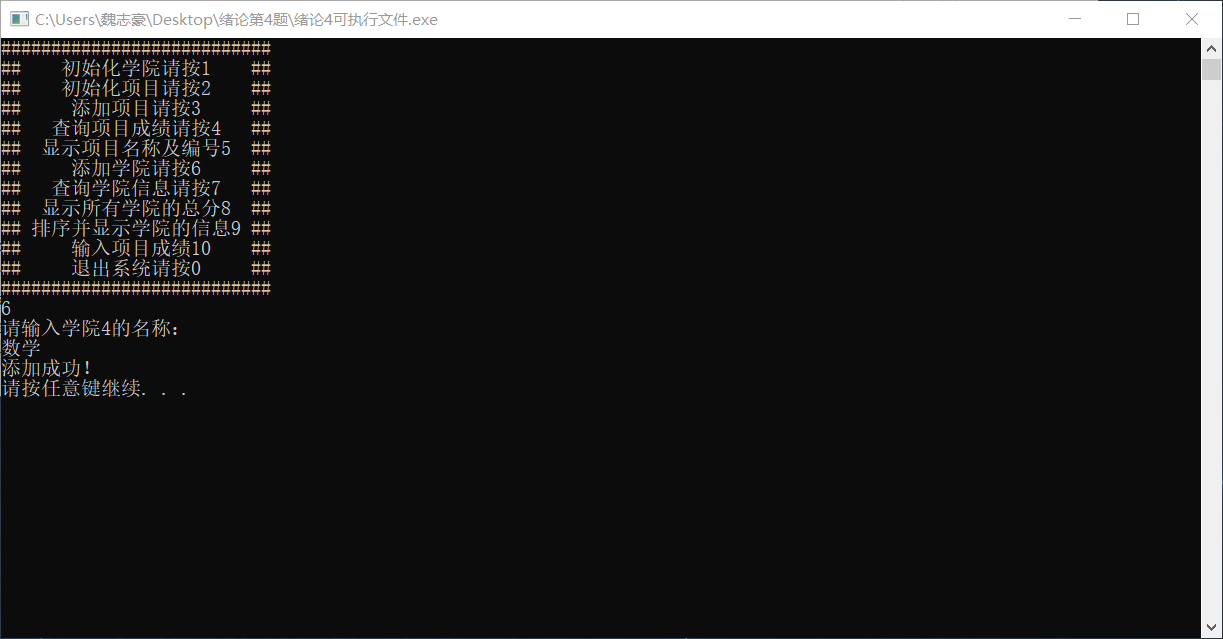 C:\Users\魏志豪\Desktop\绪论第4题\绪论4可执行文件.exe
###########################
##    初始化学院请按1    ##
##    初始化项目请按2    ##
##     添加项目请按3     ##
##   查询项目成绩请按4   ##
##  显示项目名称及编号5  ##
##     添加学院请按6     ##
##   查询学院信息请按7   ##
##  显示所有学院的总分8  ##
## 排序并显示学院的信息9 ##
##     输入项目成绩10    ##
##     退出系统请按0     ##
###########################
6
请输入学院4的名称:
数学
添加成功!
请按任意键继续. . .